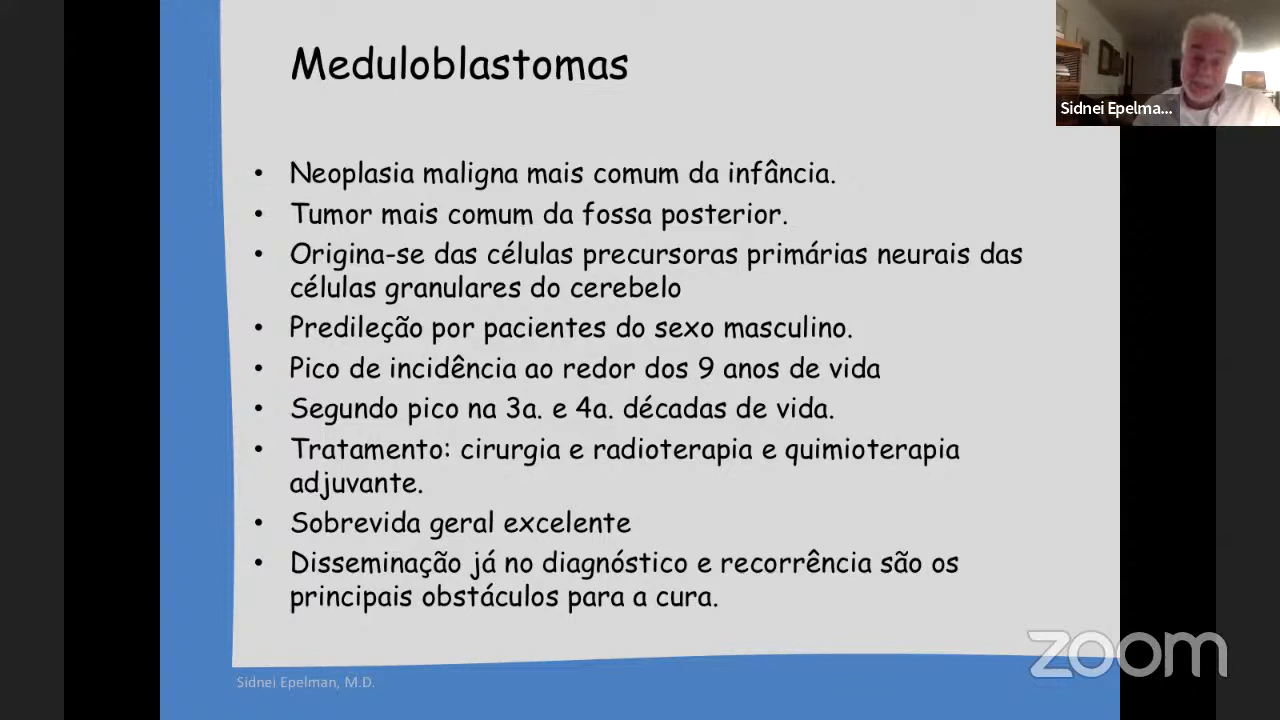 Meduloblastomas
Sidnei Epelma...
• Neoplasia maligna mais comum da infância.
• Tumor mais comum da fossa posterior.
• Origina-se das células precursoras primárias neurais das
células granulares do cerebelo
• Predileção por pacientes do sexo masculino.
• Pico de incidência ao redor dos 9 anos de vida
• Segundo pico na 3a. e 4a. décadas de vida.
• Tratamento: cirurgia e radioterapia e quimioterapia
adjuvante.
• Sobrevida geral excelente
• Disseminação já no diagnóstico e recorrência são os
principais obstáculos para a cura.
zoom
Sidnei Epelman, M.D.